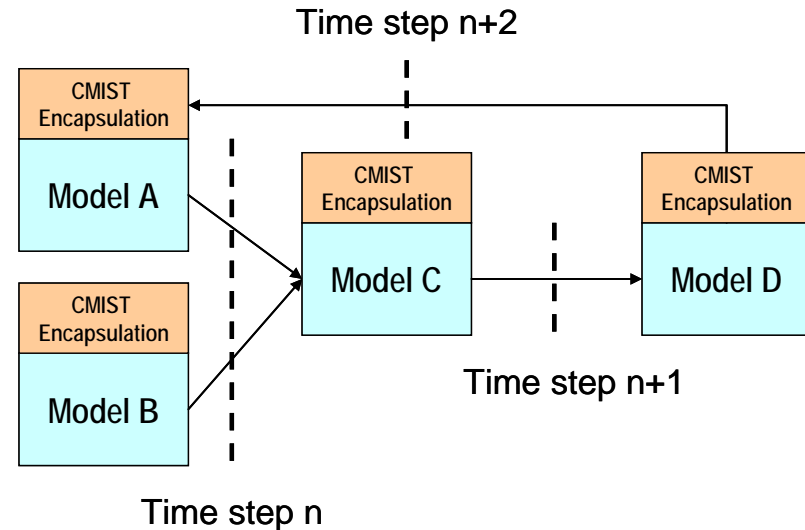 Time step n+2
CMIST
Encapsulation
Model A
CMIST
Encapsulation
Model C
CMIST
Encapsulation
Model D
CMIST
Encapsulation
Model B
Time step n+1
Time step n